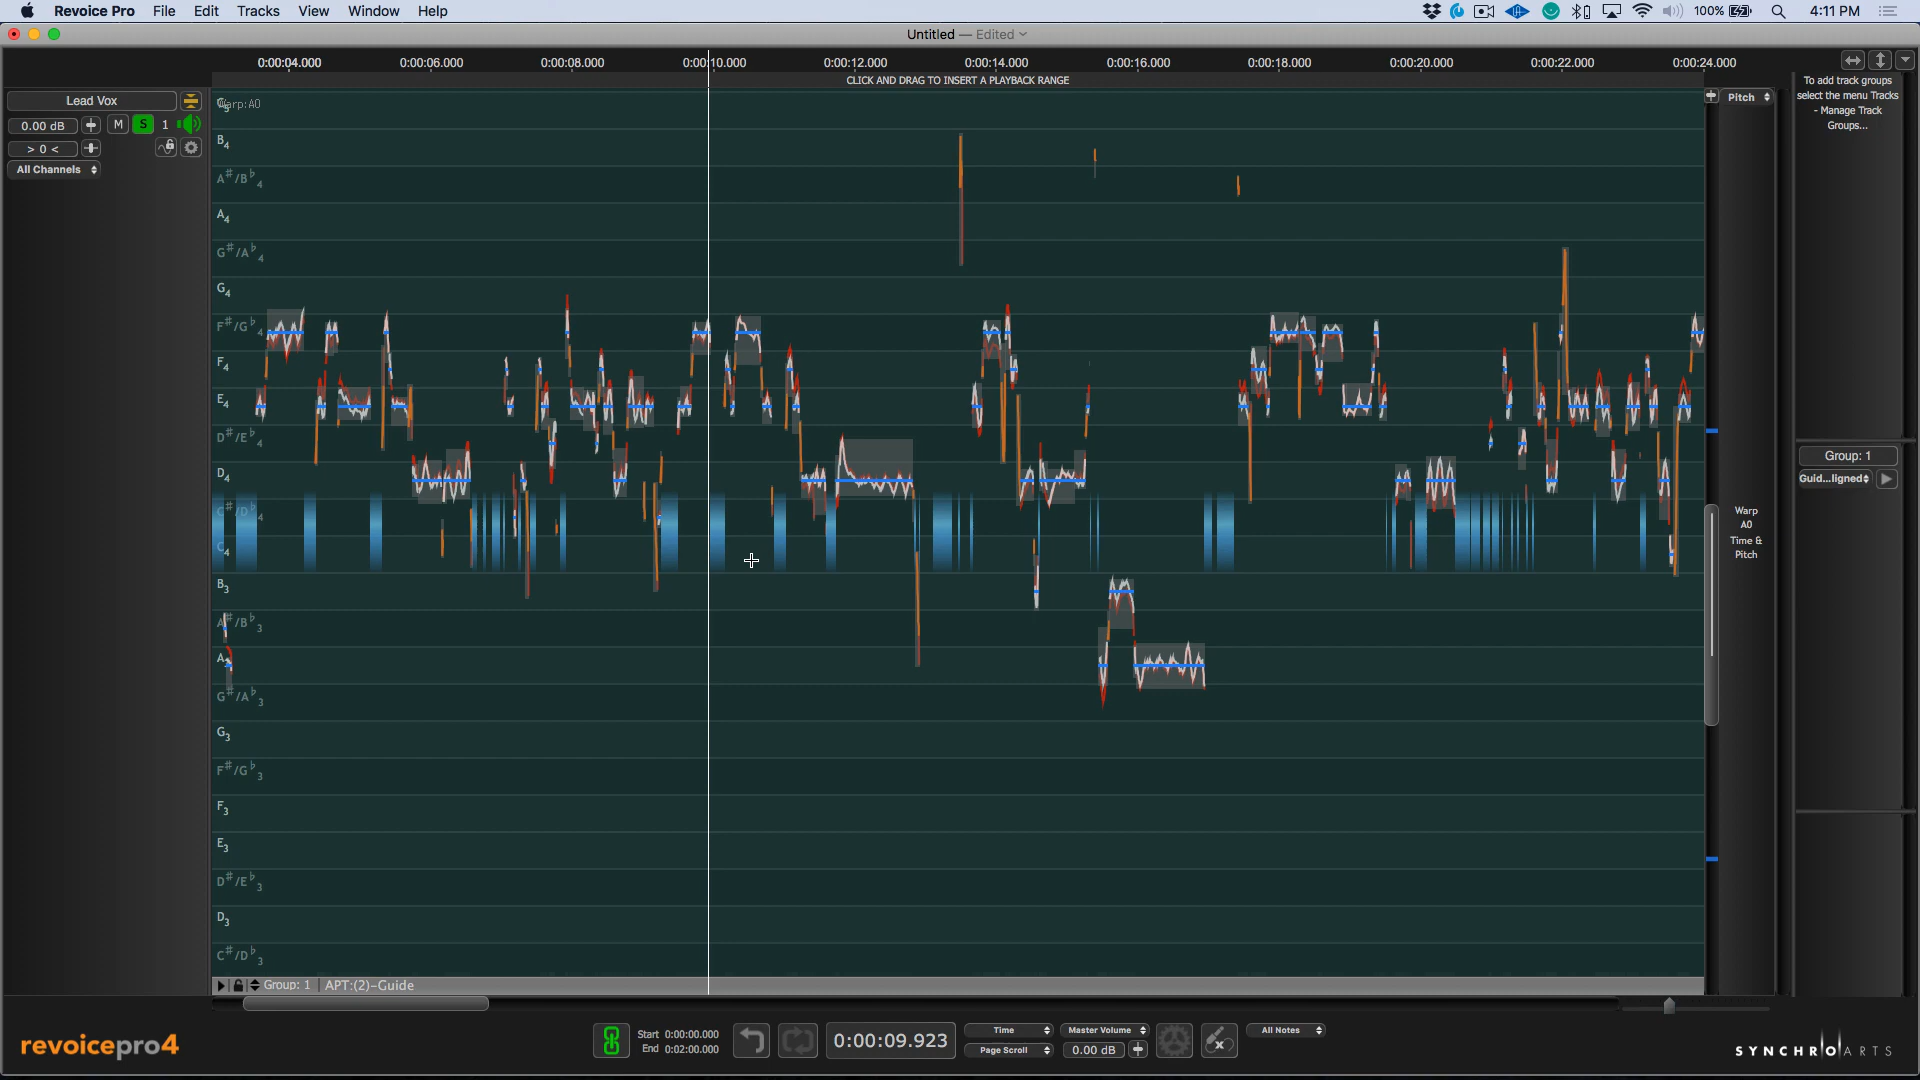 Revoice Pro File Edit Tracks View Window Help
100% 4:11 PM
Untitled — Edited
0:00:04.000 0:00:06.000 0:00:08.000 0:00:10.000 0:00:12.000 0:00:14.000 0:00:16.000 0:00:18.000 0:00:20.000 0:00:22.000 0:00:24.000
CLICK AND DRAG TO INSERT A PLAYBACK RANGE
To add track groups
select the menu Tracks
- Manage Track
Groups...
Lead Vox
0.00 dB M S 1
> 0 <
All Channels
Warp:A0
Pitch
B4
A#/B♭4
A4
G#/A♭4
G4
F#/G♭4
F4
E4
D#/E♭4
D4
C#/D♭4
C4
B3
A#/B♭3
A3
G#/A♭3
G3
F#/G♭3
F3
E3
D#/E♭3
D3
C#/D♭3
Group: 1
Guid...ligned
Warp
A0
Time &
Pitch
Group: 1 APT:(2)-Guide
revoicepro4
Start 0:00:00.000
End 0:02:00.000
0:00:09.923
Time
Page Scroll
Master Volume
0.00 dB
All Notes
SYNCHROARTS